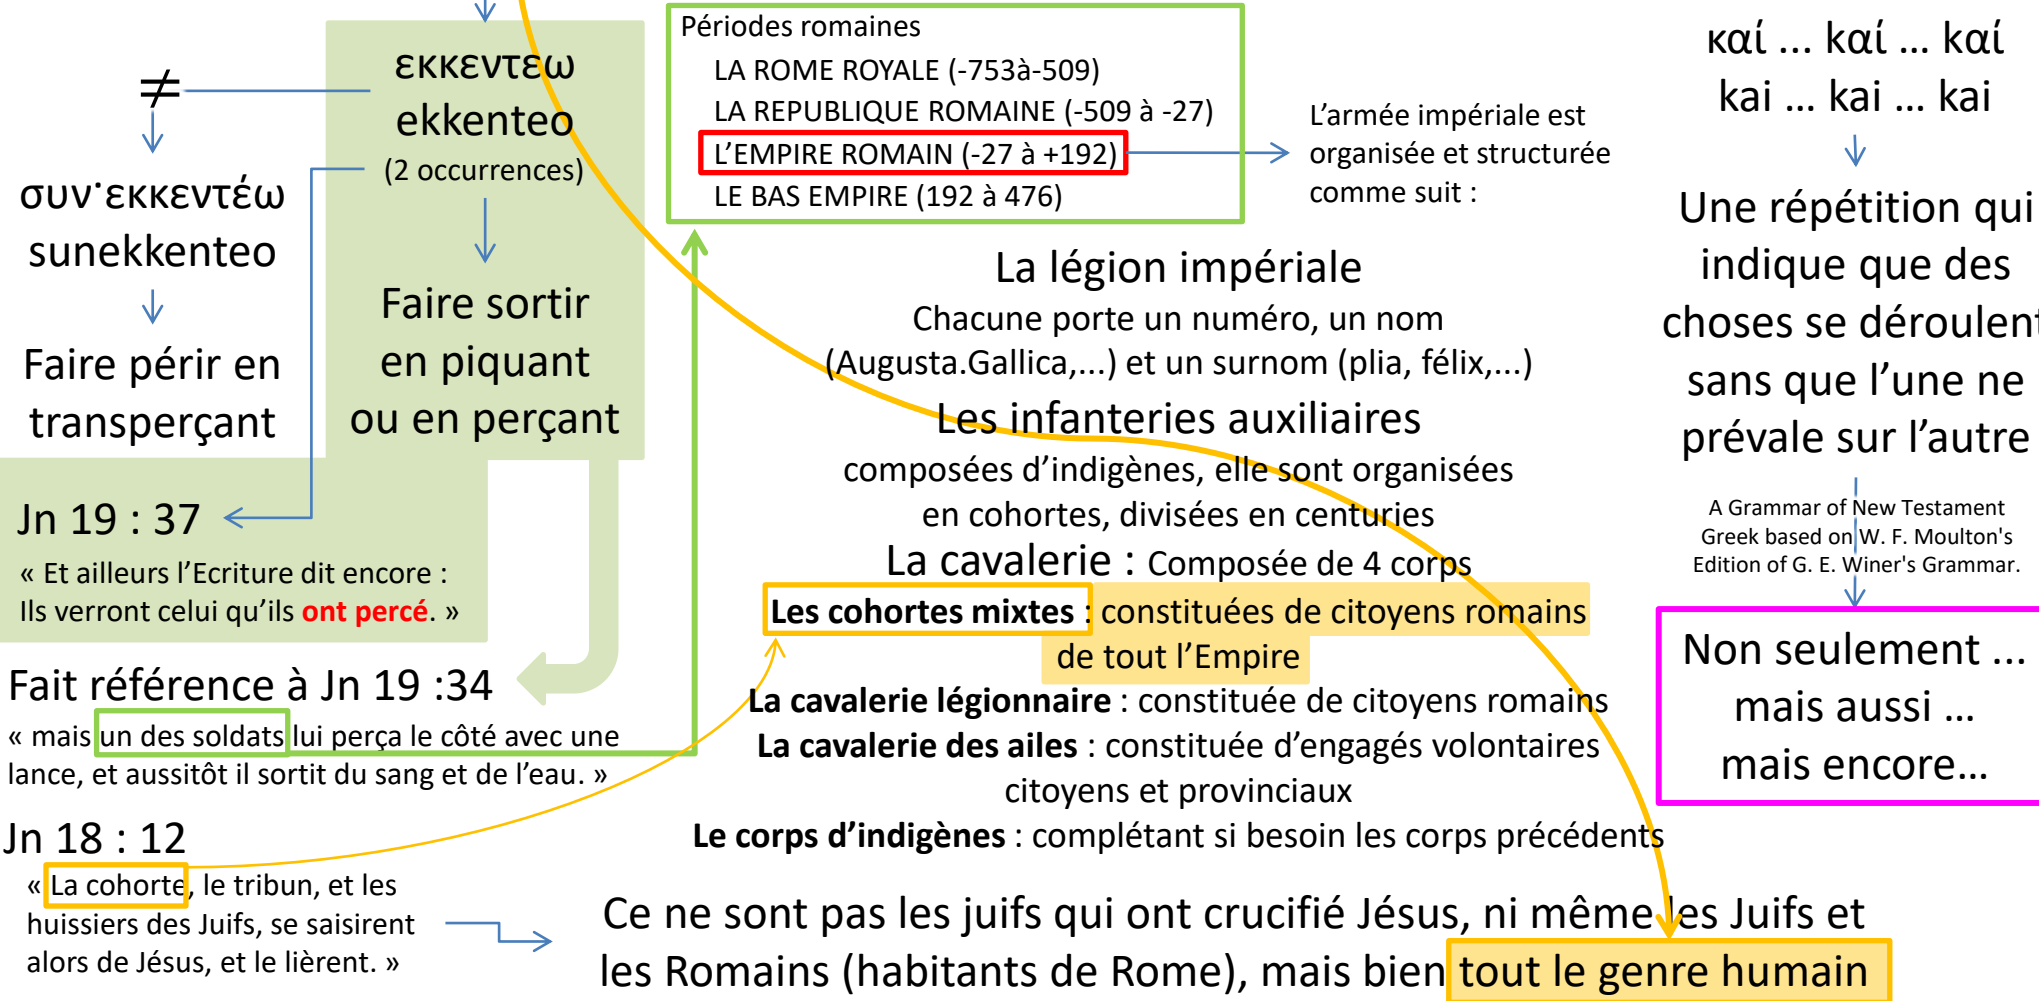 ≠
συν˙εκκεντέω
sunekkenteo
Faire périr en
transperçant
εκκεντεω
ekkenteo
(2 occurrences)
Faire sortir
en piquant
ou en perçant
Jn 19 : 37
« Et ailleurs l’Ecriture dit encore :
Ils verront celui qu’ils ont percé. »
Fait référence à Jn 19 :34
« mais un des soldats lui perça le côté avec une
lance, et aussitôt il sortit du sang et de l’eau. »
Jn 18 : 12
« La cohorte, le tribun, et les
huissiers des Juifs, se saisirent
alors de Jésus, et le lièrent. »
Périodes romaines
LA ROME ROYALE (-753à-509)
LA REPUBLIQUE ROMAINE (-509 à -27)
L’EMPIRE ROMAIN (-27 à +192)
LE BAS EMPIRE (192 à 476)
L’armée impériale est
organisée et structurée
comme suit :
La légion impériale
Chacune porte un numéro, un nom
(Augusta.Gallica,...) et un surnom (plia, félix,...)
Les infanteries auxiliaires
composées d’indigènes, elle sont organisées
en cohortes, divisées en centuries
La cavalerie : Composée de 4 corps
Les cohortes mixtes : constituées de citoyens romains
de tout l’Empire
La cavalerie légionnaire : constituée de citoyens romains
La cavalerie des ailes : constituée d’engagés volontaires
citoyens et provinciaux
Le corps d’indigènes : complétant si besoin les corps précédents
Ce ne sont pas les juifs qui ont crucifié Jésus, ni même les Juifs et
les Romains (habitants de Rome), mais bien tout le genre humain
καί ... καί ... καί
kai ... kai ... kai
Une répétition qui
indique que des
choses se déroulent
sans que l’une ne
prévale sur l’autre
A Grammar of New Testament
Greek based on W. F. Moulton's
Edition of G. E. Winer's Grammar.
Non seulement ...
mais aussi ...
mais encore...